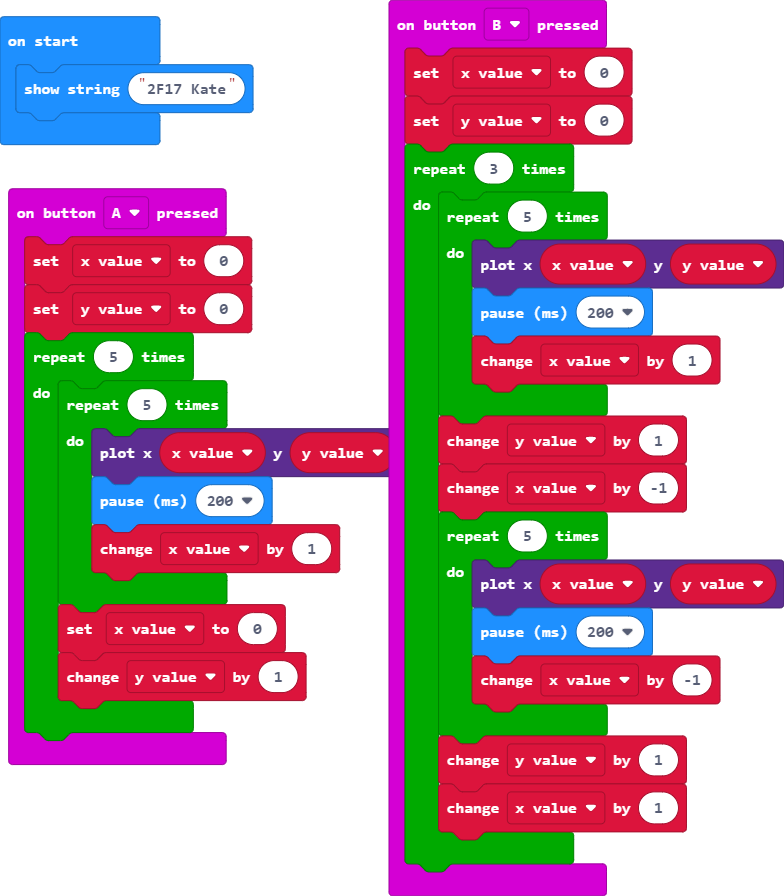 on start
show string "2F17 Kate"
on button A pressed
set x value to 0
set y value to 0
repeat 5 times
do
repeat 5 times
do
plot x x value y y value
pause (ms) 200
change x value by 1
set x value to 0
change y value by 1
on button B pressed
set x value to 0
set y value to 0
repeat 3 times
do
repeat 5 times
do
plot x x value y y value
pause (ms) 200
change x value by 1
change y value by 1
change x value by -1
repeat 5 times
do
plot x x value y y value
pause (ms) 200
change x value by -1
change y value by 1
change x value by 1